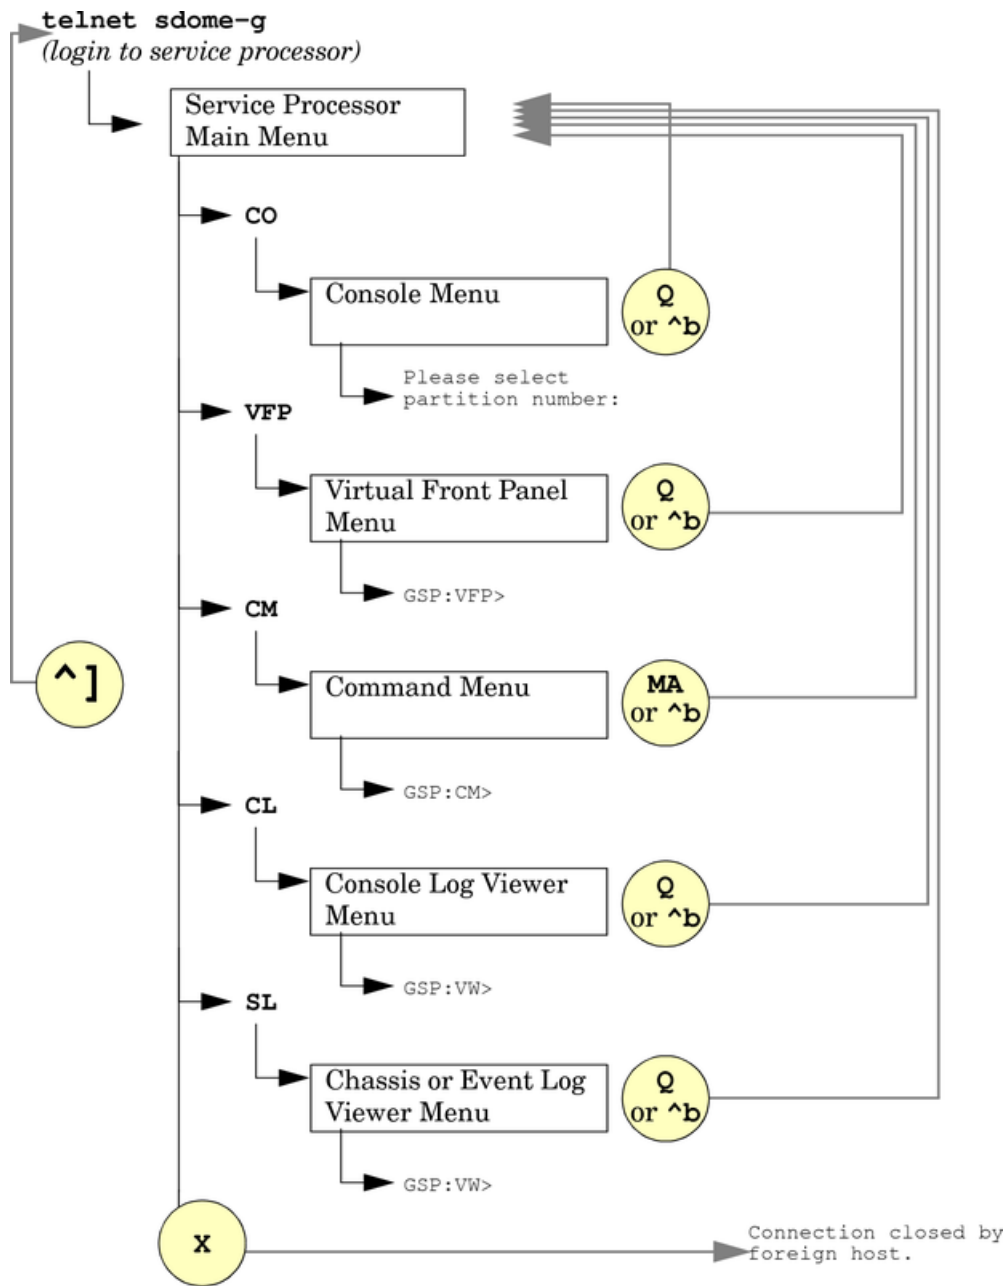 telnet sdome-g
(login to service processor)
Service Processor
Main Menu
CO
Console Menu
Q
or ^b
Please select
partition number:
VFP
Virtual Front Panel
Menu
Q
or ^b
GSP:VFP>
CM
^]
Command Menu
MA
or ^b
GSP:CM>
CL
Console Log Viewer
Menu
Q
or ^b
GSP:VW>
SL
Chassis or Event Log
Viewer Menu
Q
or ^b
GSP:VW>
X
Connection closed by
foreign host.